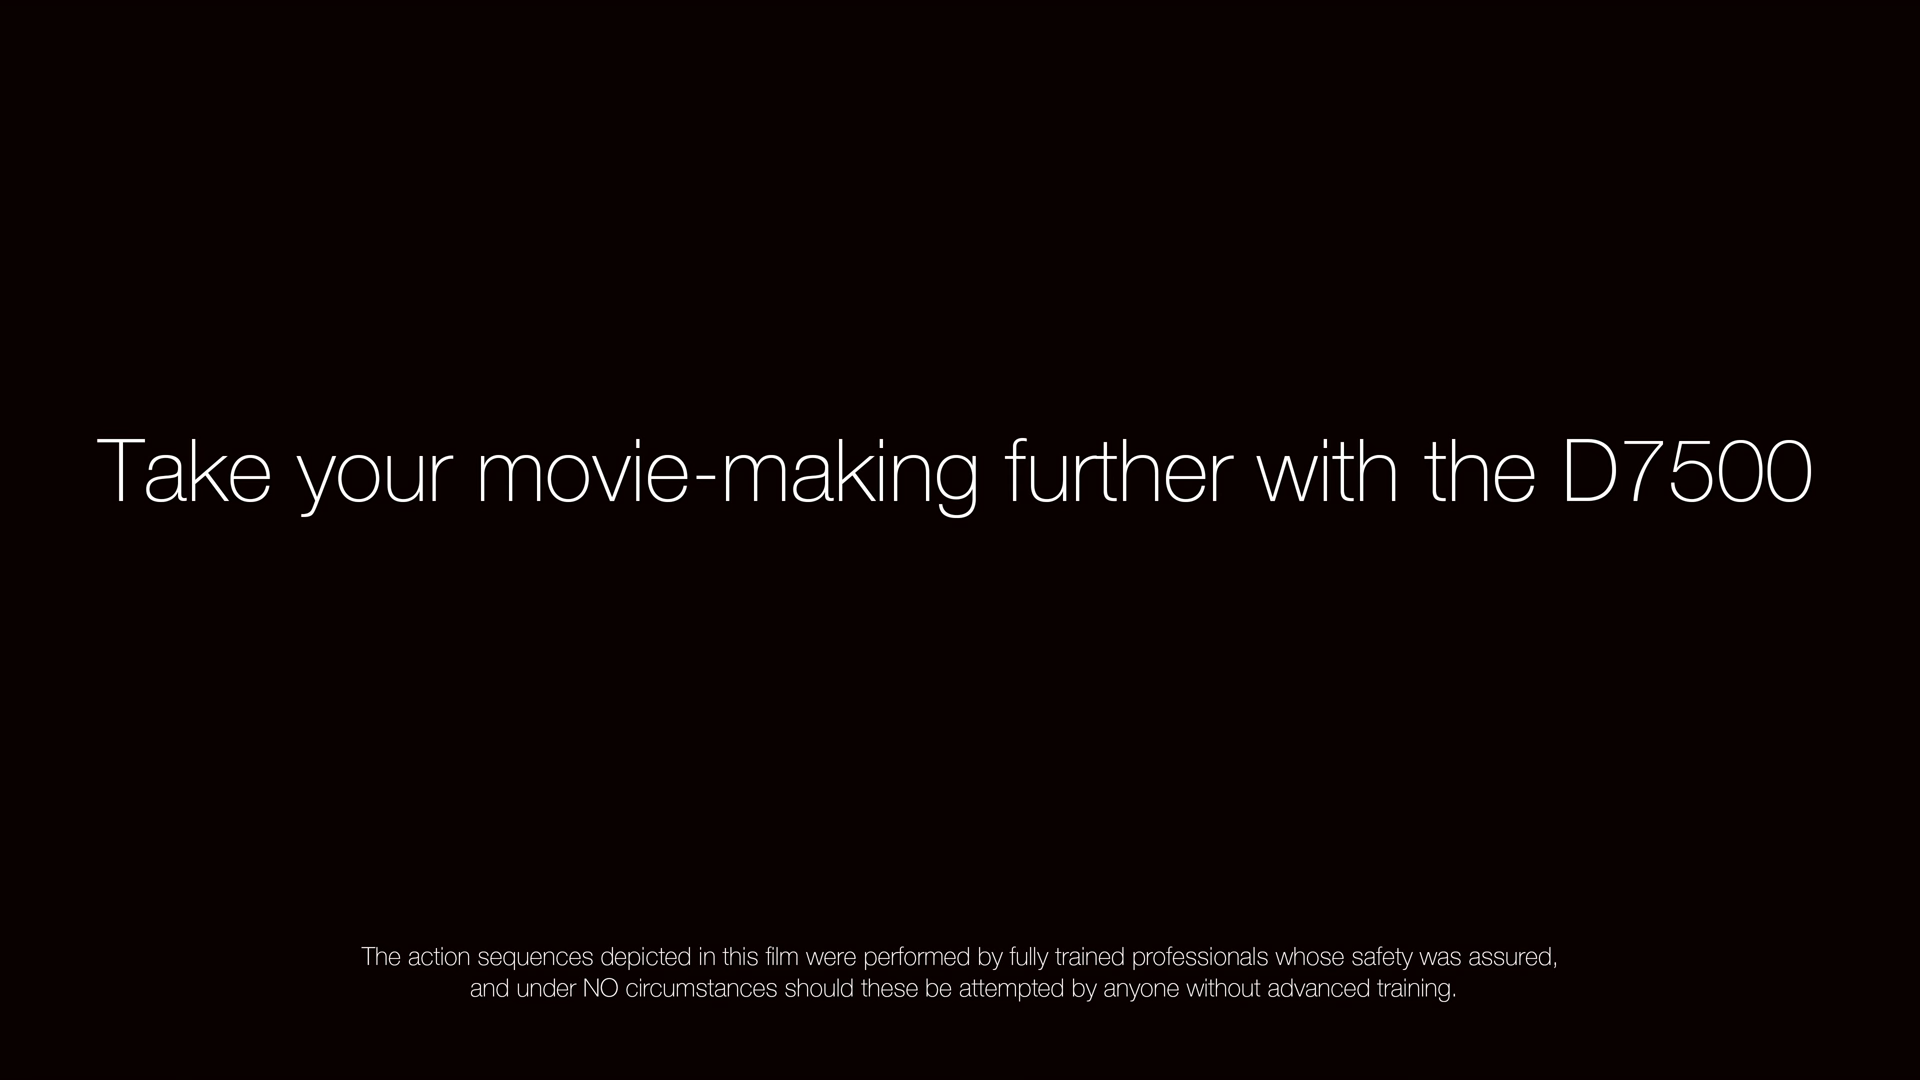 Take your movie-making further with the D7500
The action sequences depicted in this film were performed by fully trained professionals whose safety was assured,
and under NO circumstances should these be attempted by anyone without advanced training.